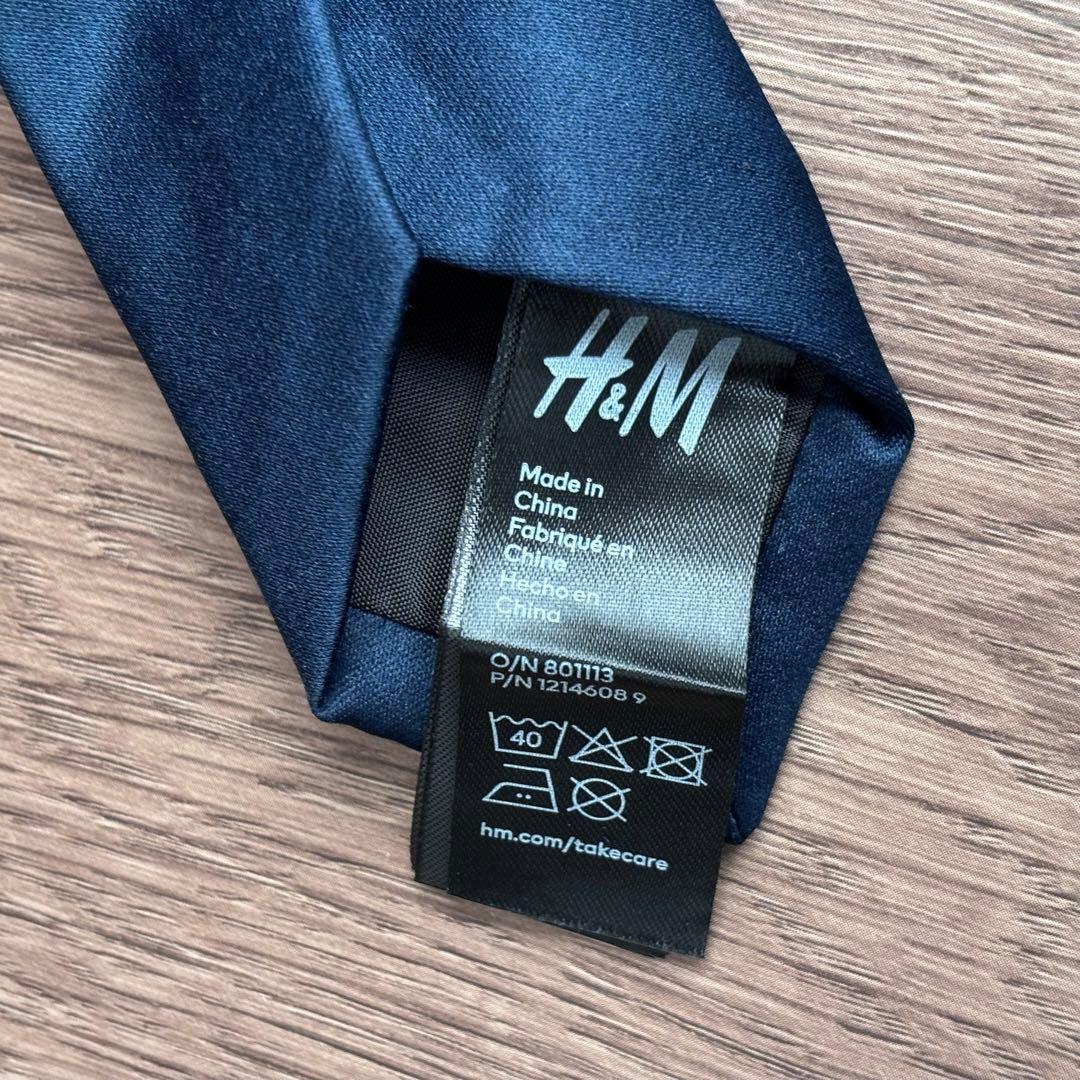 H&M
Made in
China
Fabriqué en
Chine
Hecho en
China
O/N 801113
P/N 1214608 9
40
hm.com/takecare